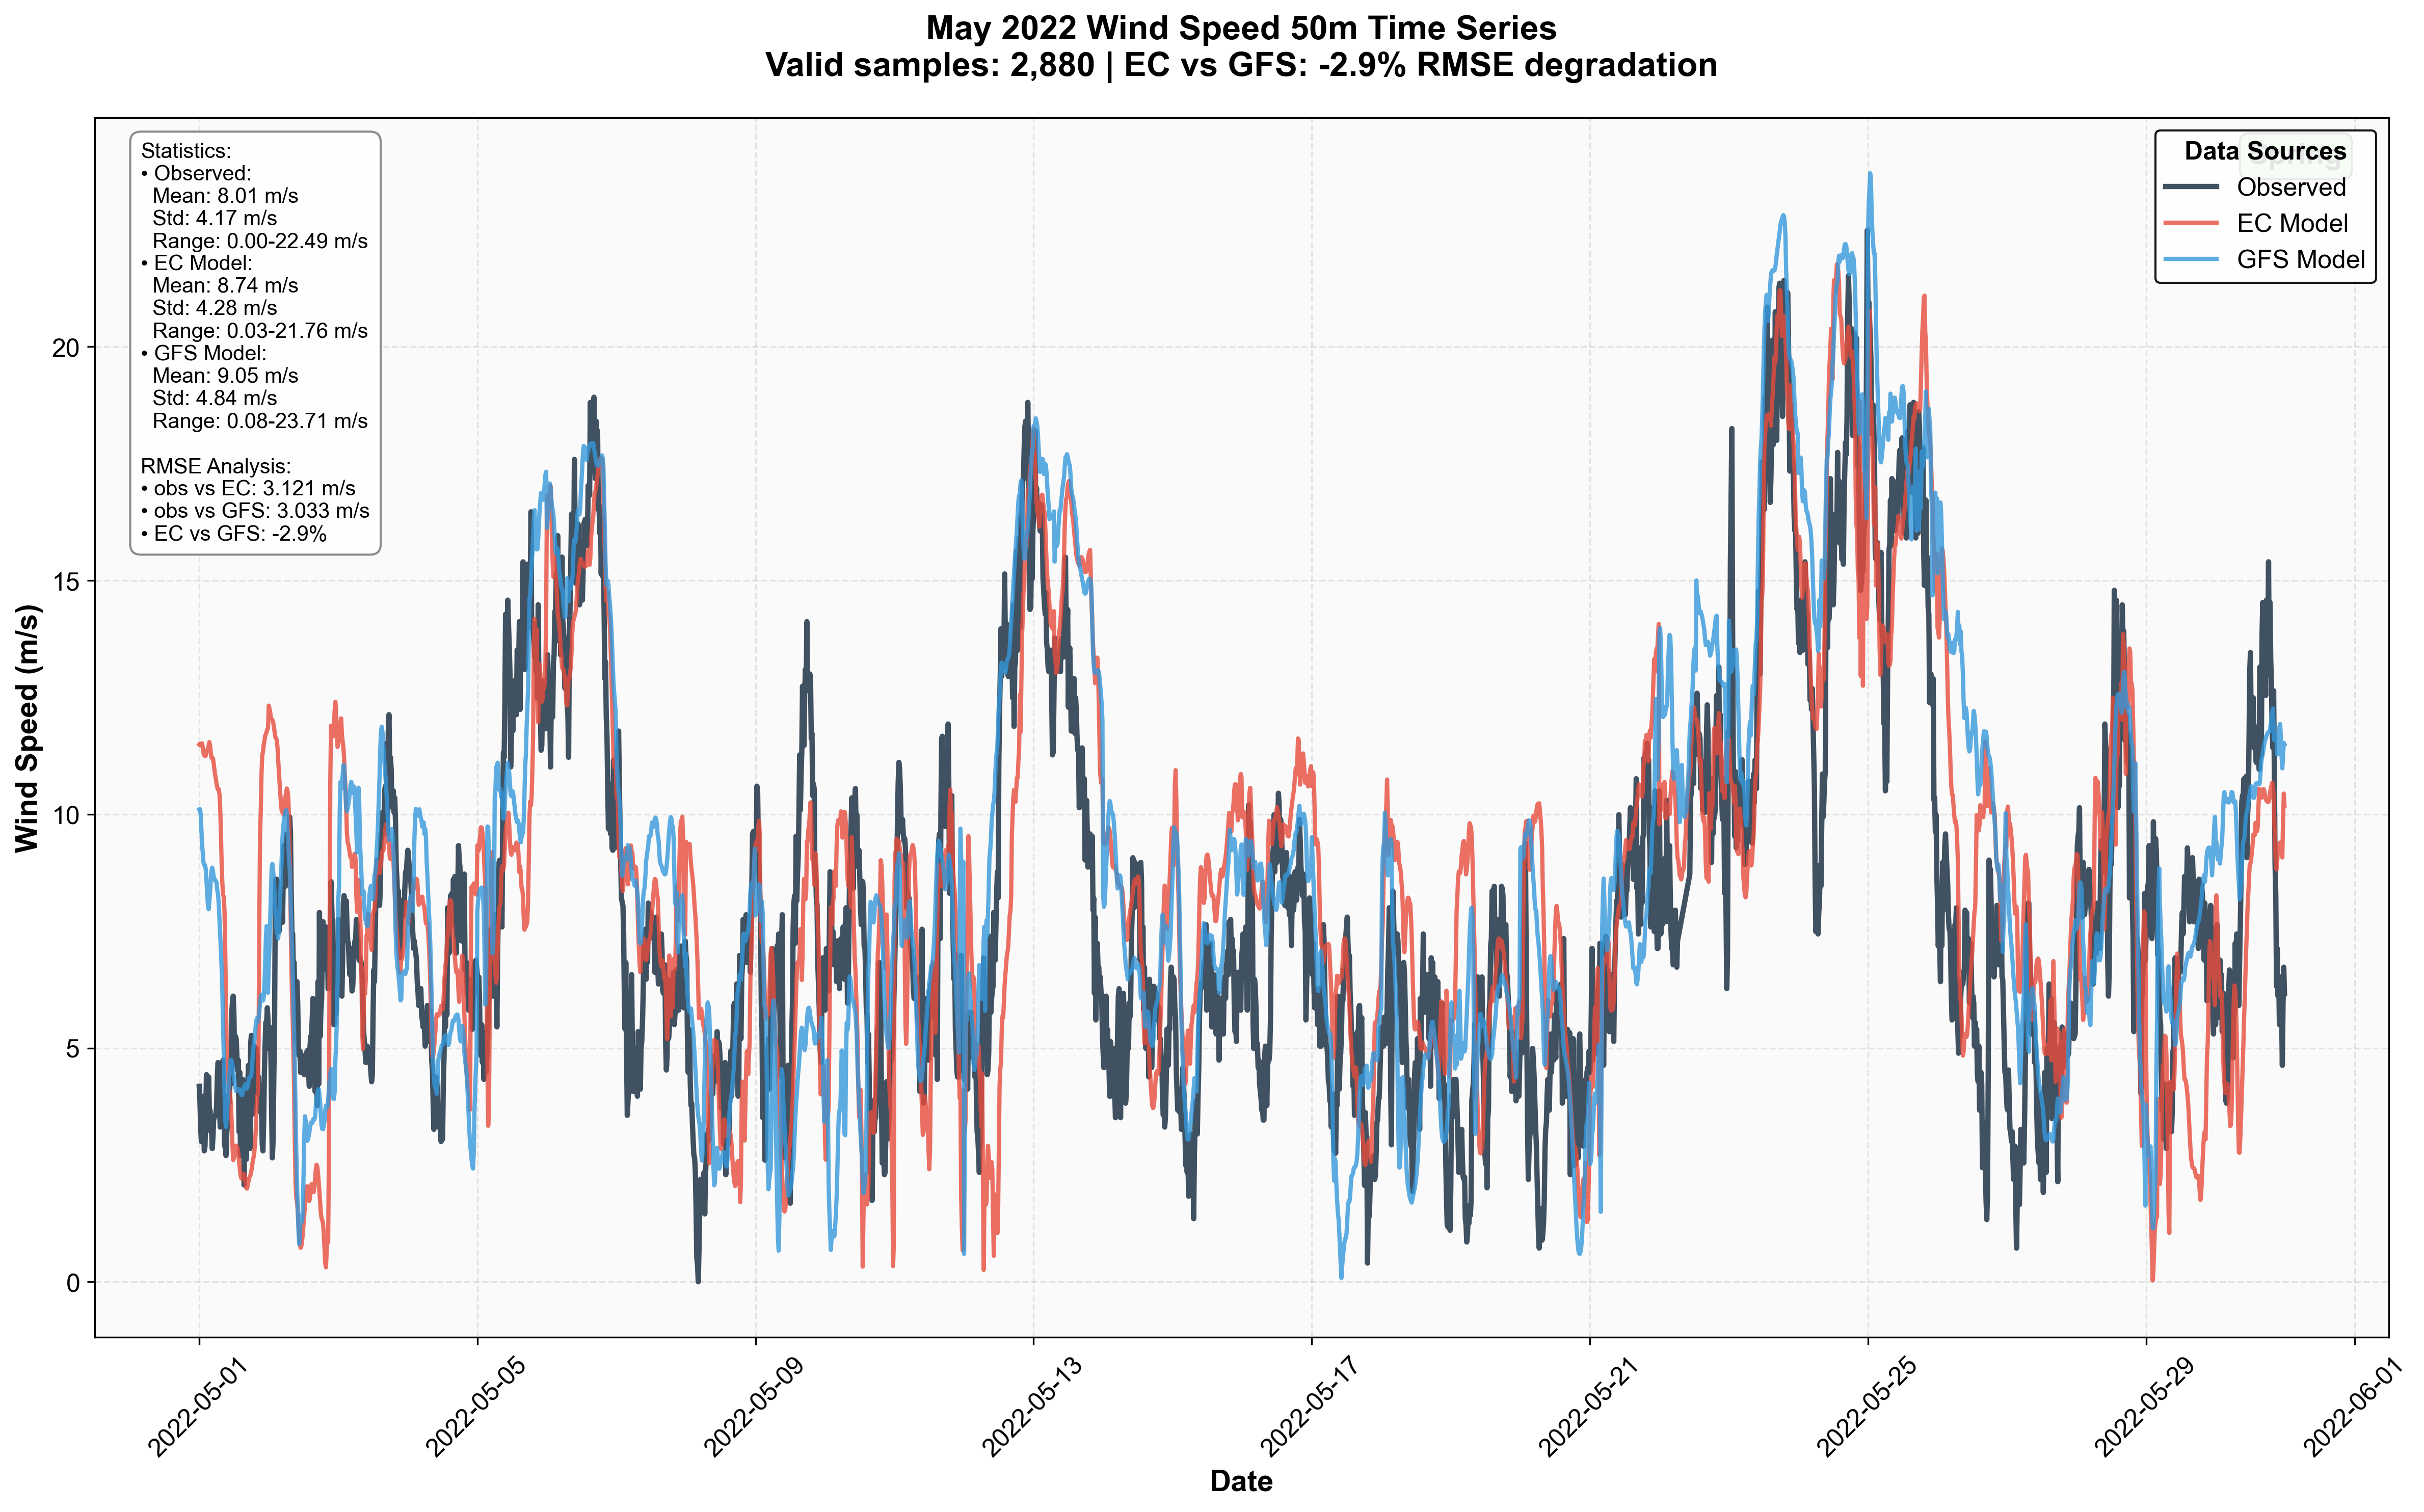 May 2022 Wind Speed 50m Time Series
Valid samples: 2,880 | EC vs GFS: -2.9% RMSE degradation
Statistics:
• Observed:
Mean: 8.01 m/s
Std: 4.17 m/s
Range: 0.00-22.49 m/s
• EC Model:
Mean: 8.74 m/s
Std: 4.28 m/s
Range: 0.03-21.76 m/s
• GFS Model:
Mean: 9.05 m/s
Std: 4.84 m/s
Range: 0.08-23.71 m/s
RMSE Analysis:
• obs vs EC: 3.121 m/s
• obs vs GFS: 3.033 m/s
• EC vs GFS: -2.9%
Data Sources
Observed
EC Model
GFS Model
Wind Speed (m/s)
20
15
10
5
0
2022-05-01
2022-05-05
2022-05-09
2022-05-13
2022-05-17
2022-05-21
2022-05-25
2022-05-29
2022-06-01
Date